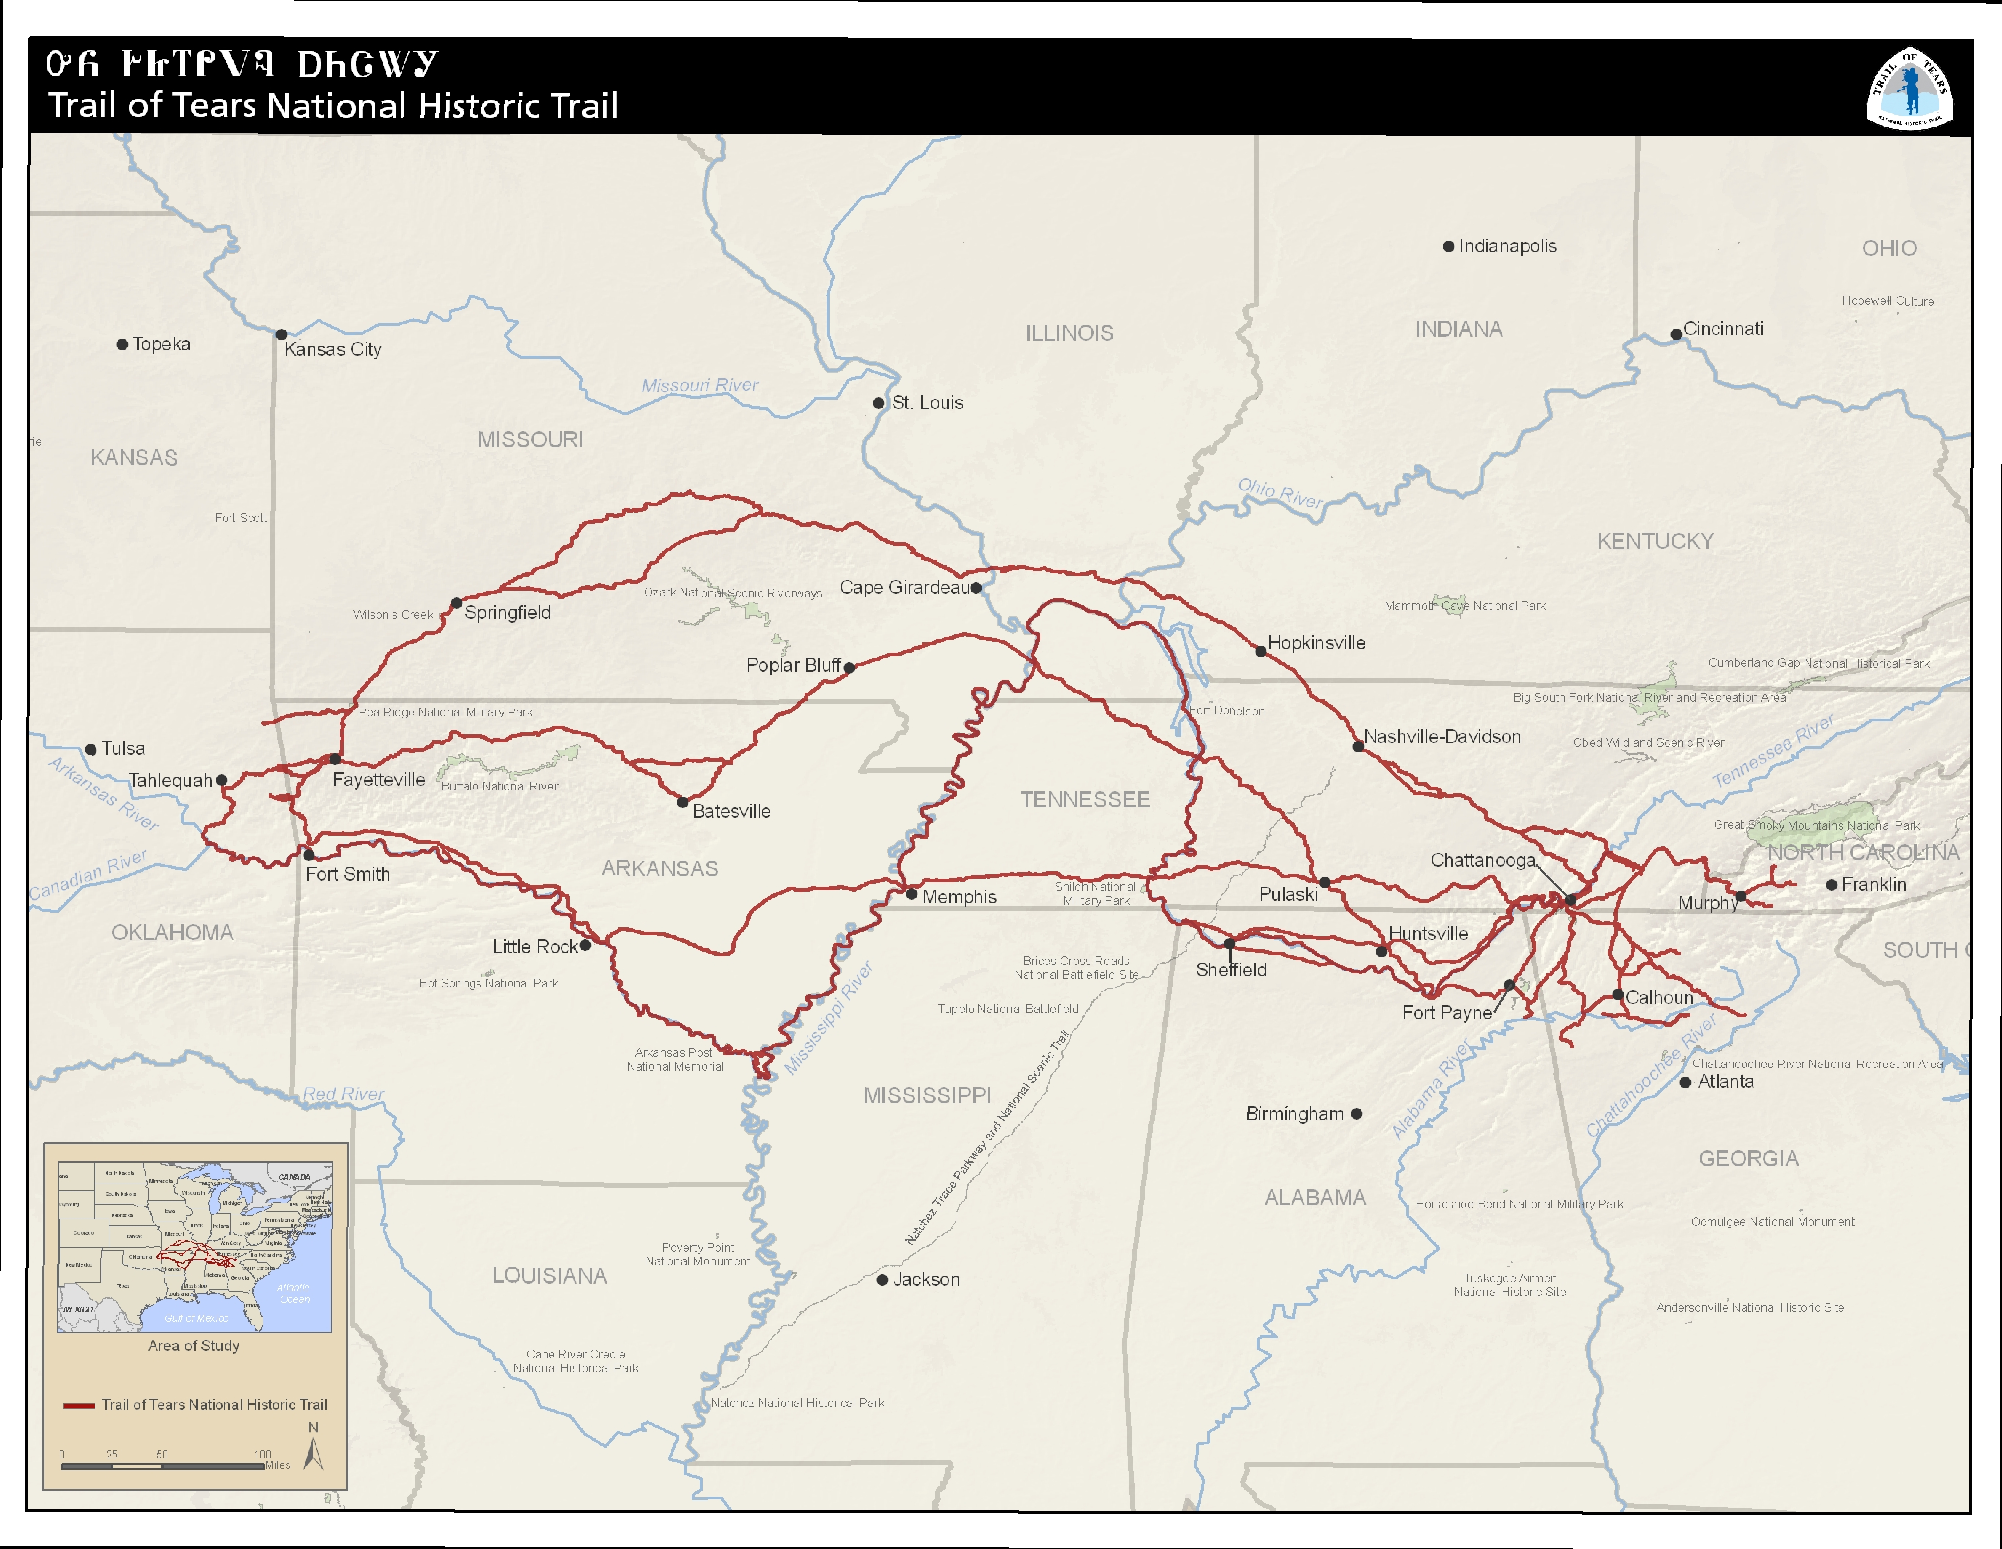 ᎤᏲ ᎨᏥᎢᎵᏙᎸ ᎠᏂᏣᎳᎩ
Trail of Tears National Historic Trail
TRAIL OF TEARS
NATIONAL HISTORIC TRAIL
Indianapolis
OHIO
Hopewell Culture
ILLINOIS
INDIANA
Cincinnati
Topeka
Kansas City
Missouri River
St. Louis
MISSOURI
KANSAS
Ohio River
Fort Scott
KENTUCKY
Cape Girardeau
Ozark National Scenic Riverways
Mammoth Cave National Park
Wilson's Creek
Springfield
Hopkinsville
Poplar Bluff
Cumberland Gap National Historical Park
Big South Fork National River and Recreation Area
Pea Ridge National Military Park
Fort Donelson
Nashville-Davidson
Obed Wild and Scenic River
Tennessee River
Tulsa
Arkansas River
Tahlequah
Fayetteville
Buffalo National River
Batesville
TENNESSEE
Great Smoky Mountains National Park
NORTH CAROLINA
Canadian River
Fort Smith
ARKANSAS
Chattanooga
Franklin
Memphis
Shiloh National
Military Park
Pulaski
Murphy
OKLAHOMA
Little Rock
Huntsville
SOUTH C
Hot Springs National Park
Brices Cross Roads
National Battlefield Site
Sheffield
Calhoun
Tupelo National Battlefield
Fort Payne
Mississippi River
Arkansas Post
National Memorial
Chattahoochee River National Recreation Area
Red River
MISSISSIPPI
Atlanta
Birmingham
Alabama River
Chattahoochee River
Natchez Trace Parkway and National Scenic Trail
GEORGIA
ALABAMA
Horseshoe Bend National Military Park
Ocmulgee National Monument
Poverty Point
National Monument
LOUISIANA
Jackson
Tuskegee Airmen
National Historic Site
Andersonville National Historic Site
Cane River Creole
National Historical Park
Natchez National Historical Park
CANADA
Atlantic
Ocean
Gulf of Mexico
Area of Study
Trail of Tears National Historic Trail
N
0 25 50 100
Miles